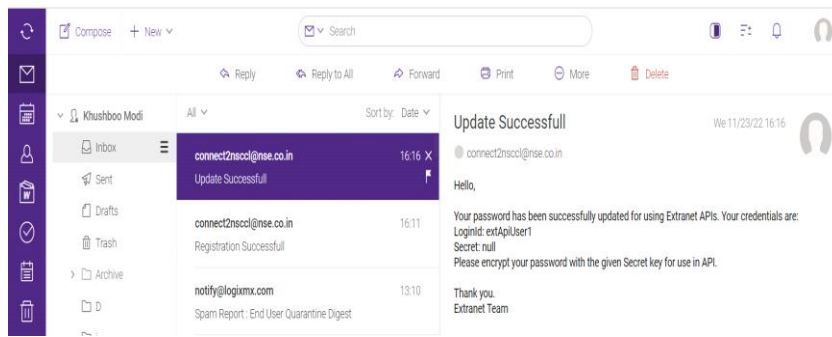 Compose
New
Search
Reply
Reply to All
Forward
Print
More
Delete
Khushboo Modi
Inbox
Sent
Drafts
Trash
Archive
D
All
Sort by: Date
connect2nsccl@nse.co.in
16:16
Update Successfull
connect2nsccl@nse.co.in
16:11
Registration Successfull
notify@logixmx.com
13:10
Spam Report : End User Quarantine Digest
Update Successfull
We 11/23/22 16:16
connect2nsccl@nse.co.in
Hello,
Your password has been successfully updated for using Extranet APIs. Your credentials are:
LoginId: extApiUser1
Secret: null
Please encrypt your password with the given Secret key for use in API.
Thank you.
Extranet Team